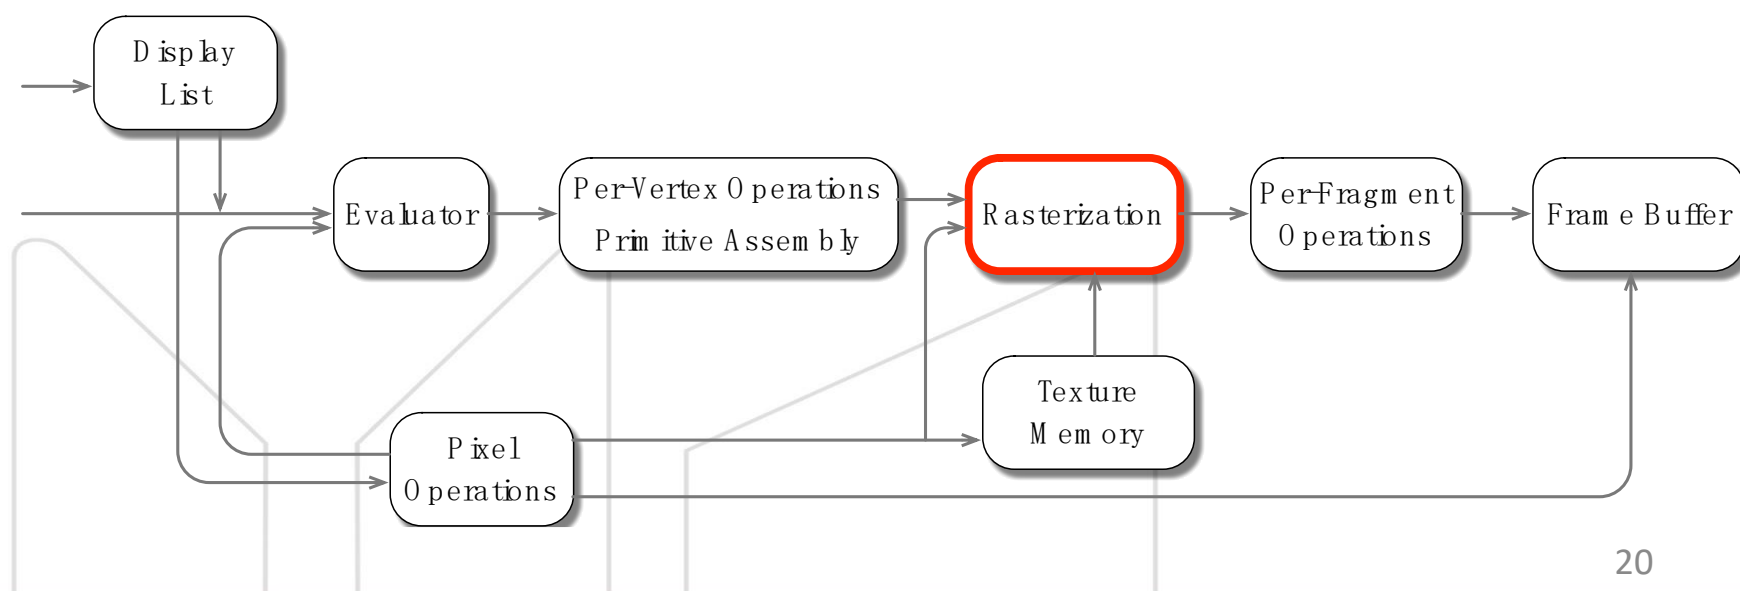 Display
List
Evaluator
Per-Vertex Operations
Primitive Assembly
Rasterization
Per-Fragment
Operations
Frame Buffer
Texture
Memory
Pixel
Operations
20